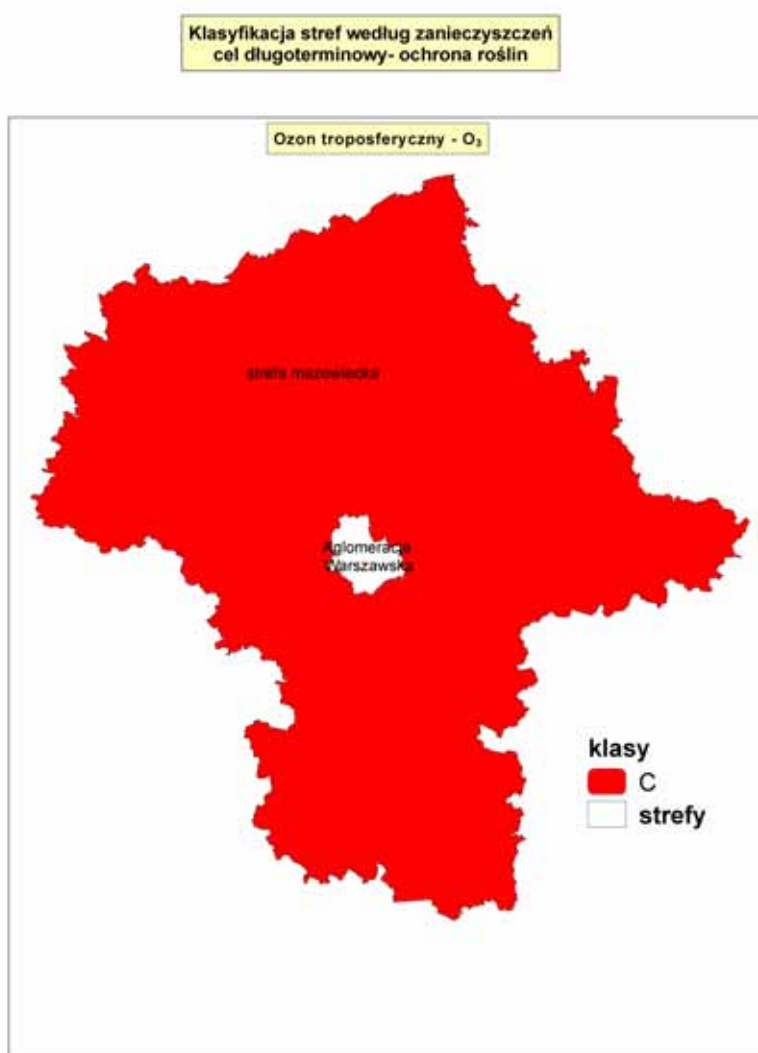 Klasyfikacja stref według zanieczyszczeń
cel długoterminowy- ochrona roślin
Ozon troposferyczny - O₃
strefa mazowiecka
Aglomeracja
Warszawska
klasy
C
strefy